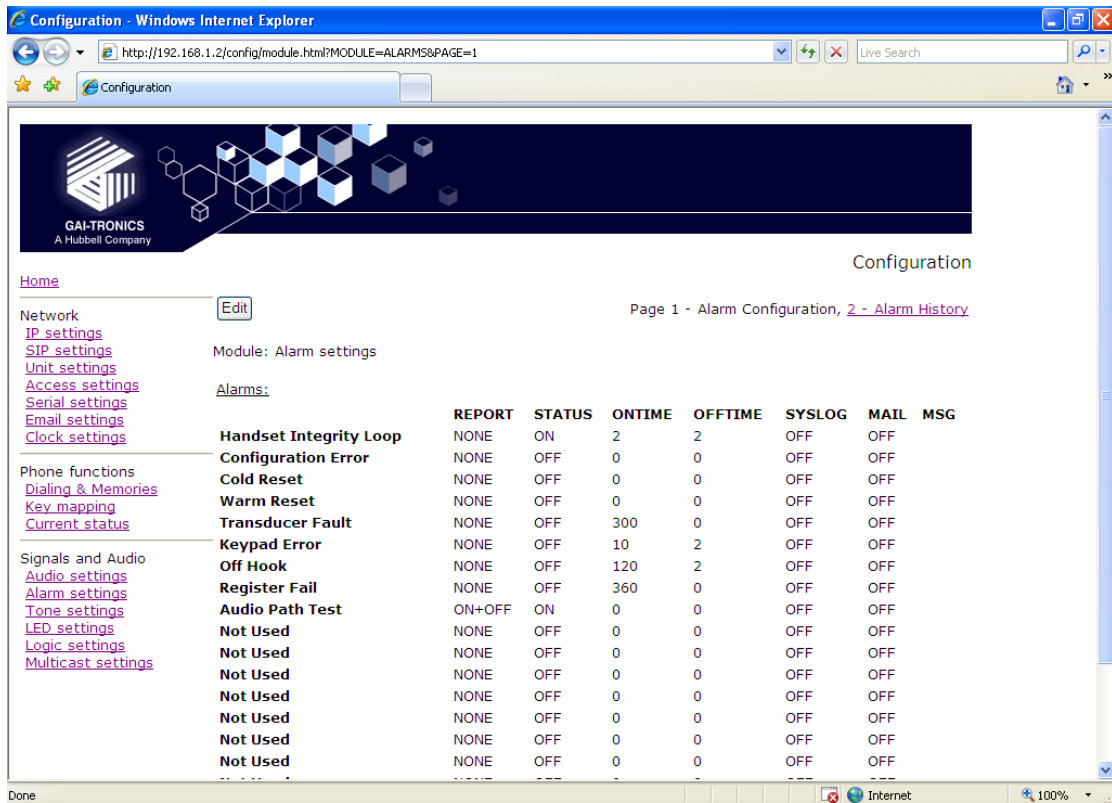 Configuration - Windows Internet Explorer
http://192.168.1.2/config/module.html?MODULE=ALARMS&PAGE=1
Live Search
Configuration
GAI-TRONICS
A Hubbell Company
Configuration
Home
Edit
Page 1 - Alarm Configuration, 2 - Alarm History
Network
IP settings
SIP settings
Unit settings
Access settings
Serial settings
Email settings
Clock settings
Phone functions
Dialing & Memories
Key mapping
Current status
Signals and Audio
Audio settings
Alarm settings
Tone settings
LED settings
Logic settings
Multicast settings
Module: Alarm settings
Alarms:
REPORT STATUS ONTIME OFFTIME SYSLOG MAIL MSG
Handset Integrity Loop NONE ON 2 2 OFF OFF
Configuration Error NONE OFF 0 0 OFF OFF
Cold Reset NONE OFF 0 0 OFF OFF
Warm Reset NONE OFF 0 0 OFF OFF
Transducer Fault NONE OFF 300 0 OFF OFF
Keypad Error NONE OFF 10 2 OFF OFF
Off Hook NONE OFF 120 2 OFF OFF
Register Fail NONE OFF 360 0 OFF OFF
Audio Path Test ON+OFF ON 0 0 OFF OFF
Not Used NONE OFF 0 0 OFF OFF
Not Used NONE OFF 0 0 OFF OFF
Not Used NONE OFF 0 0 OFF OFF
Not Used NONE OFF 0 0 OFF OFF
Not Used NONE OFF 0 0 OFF OFF
Not Used NONE OFF 0 0 OFF OFF
Not Used NONE OFF 0 0 OFF OFF
Done
Internet
100%